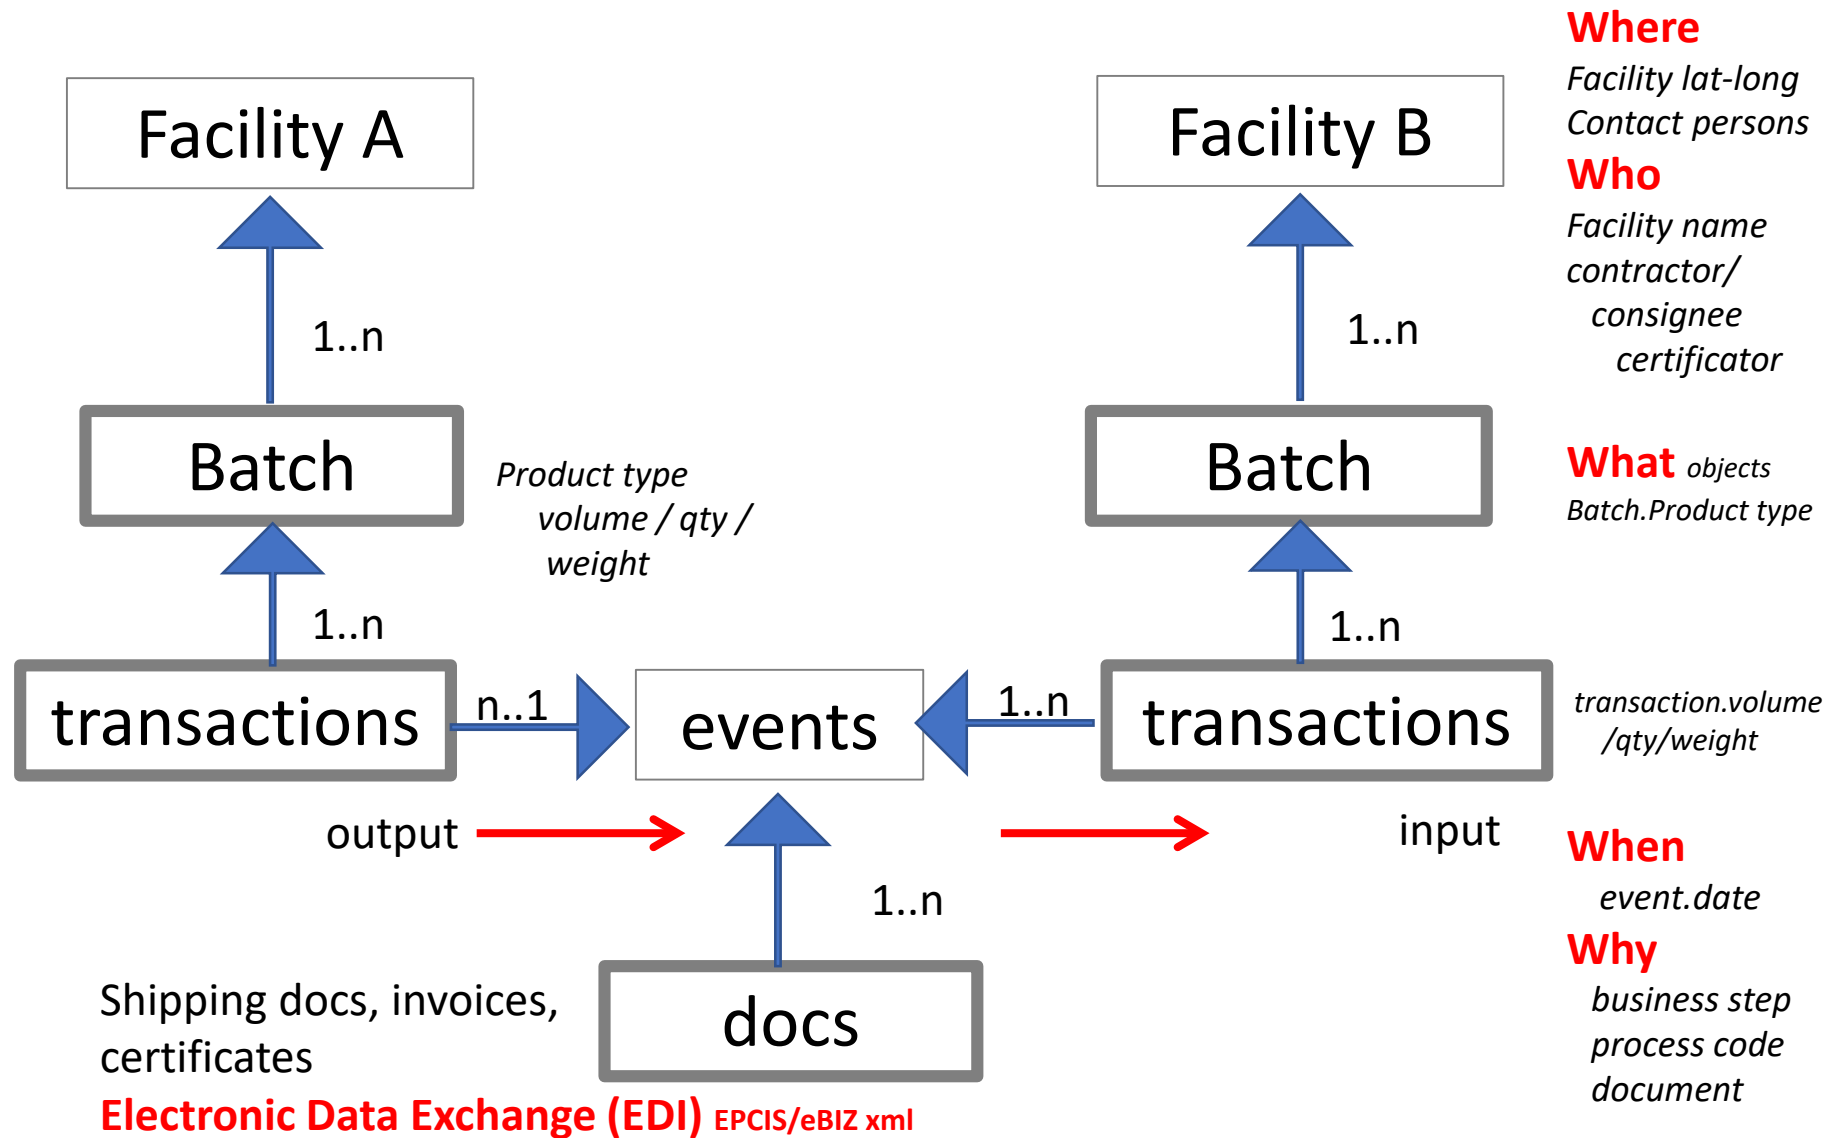 Facility A
Facility B
Where
Facility lat-long
Contact persons
Who
Facility name
contractor/
consignee
certificator
1..n
1..n
Batch
Product type
volume / qty /
weight
Batch
What objects
Batch.Product type
1..n
1..n
transactions
n..1
events
1..n
transactions
transaction.volume
/qty/weight
output
input
When
event.date
Why
business step
process code
document
1..n
Shipping docs, invoices,
certificates
docs
Electronic Data Exchange (EDI) EPCIS/eBIZ xml